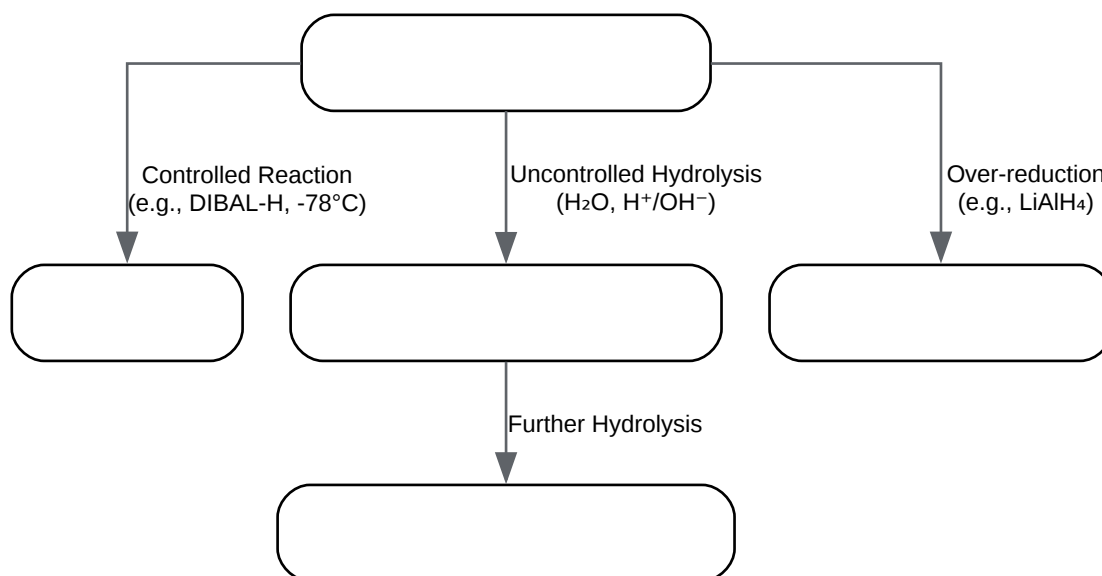 Controlled Reaction
(e.g., DIBAL-H, -78°C)
Uncontrolled Hydrolysis
(H₂O, H⁺/OH⁻)
Over-reduction
(e.g., LiAlH₄)
Further Hydrolysis